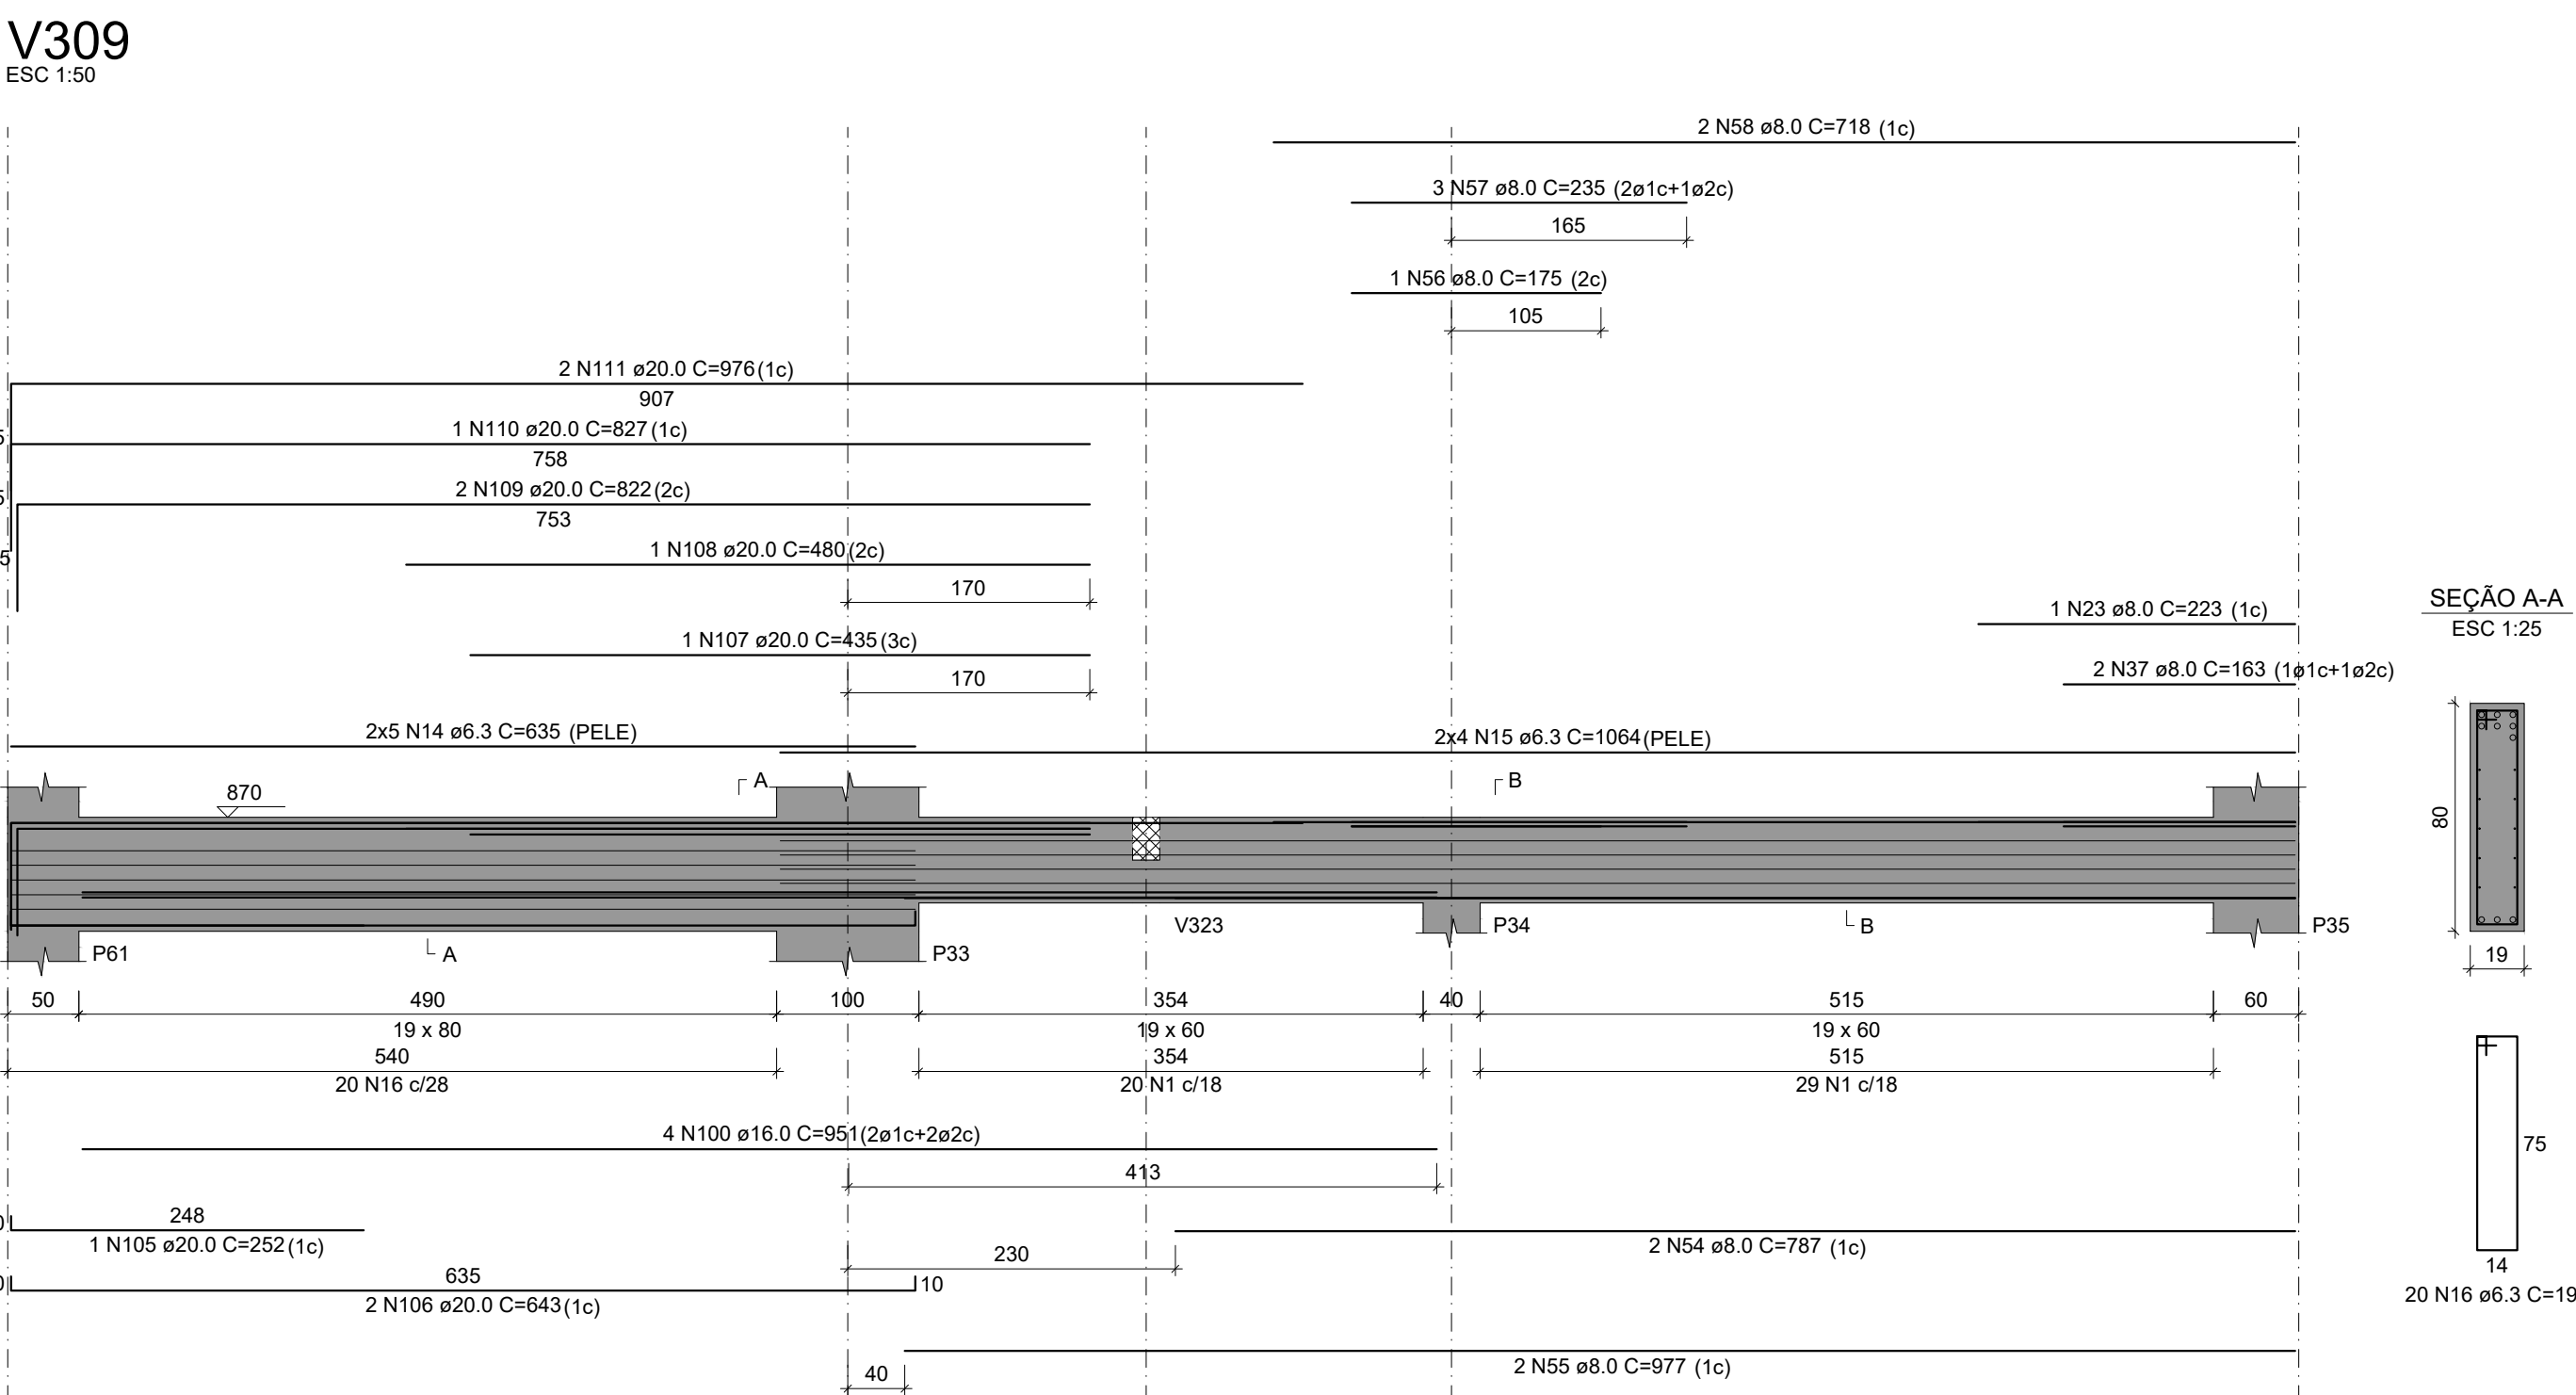 V309
ESC 1:50
2 N58 ø8.0 C=718 (1c)
3 N57 ø8.0 C=235 (2ø1c+1ø2c)
165
1 N56 ø8.0 C=175 (2c)
105
2 N111 ø20.0 C=976(1c)
907
1 N110 ø20.0 C=827(1c)
758
2 N109 ø20.0 C=822(2c)
753
1 N108 ø20.0 C=480(2c)
170
1 N107 ø20.0 C=435(3c)
170
1 N23 ø8.0 C=223 (1c)
2 N37 ø8.0 C=163 (1ø1c+1ø2c)
2x5 N14 ø6.3 C=635 (PELE)
2x4 N15 ø6.3 C=1064(PELE)
870
A
B
A
B
P61
P33
V323
P34
P35
50 490 100 354 40 515 60
19 x 80 19 x 60 19 x 60
540 354 515
20 N16 c/28 20 N1 c/18 29 N1 c/18
4 N100 ø16.0 C=951(2ø1c+2ø2c)
413
248
1 N105 ø20.0 C=252(1c)
230
2 N54 ø8.0 C=787 (1c)
635
10
2 N106 ø20.0 C=643(1c)
2 N55 ø8.0 C=977 (1c)
40
SEÇÃO A-A
ESC 1:25
80
19
75
14
20 N16 ø6.3 C=19